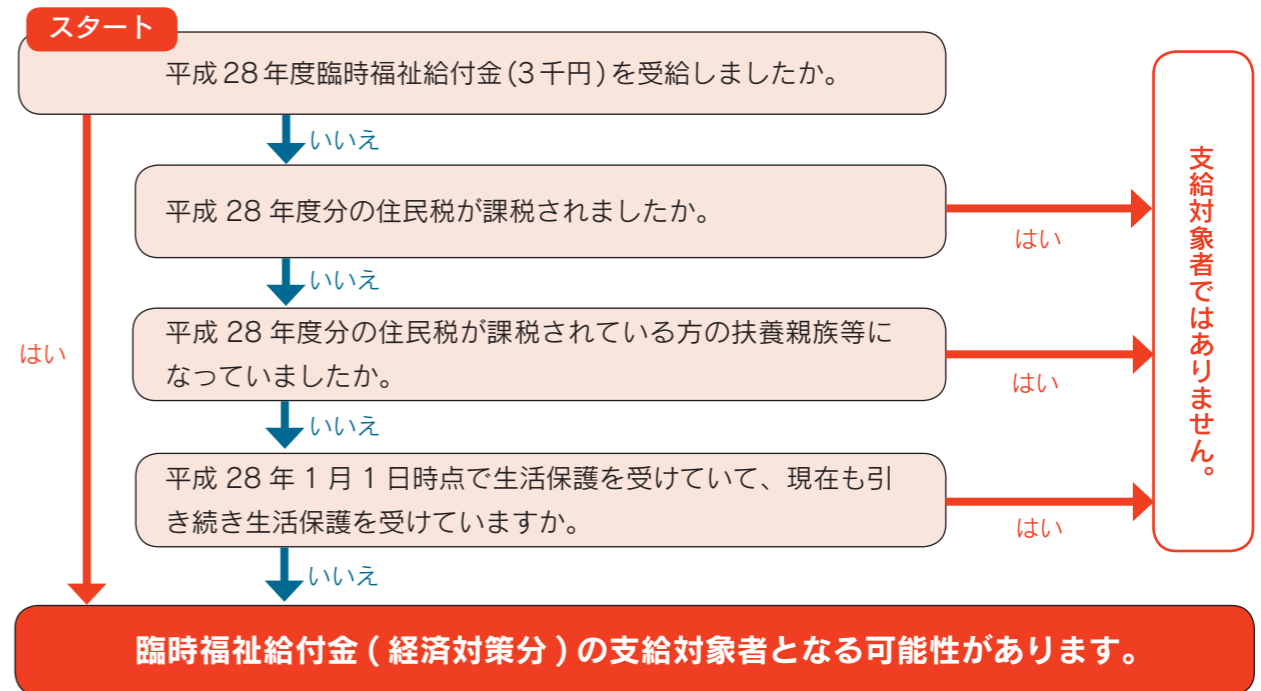 スタート
平成28年度臨時福祉給付金(3千円)を受給しましたか。
いいえ
平成 28 年度分の住民税が課税されましたか。
はい
いいえ
平成 28 年度分の住民税が課税されている方の扶養親族等に
なっていましたか。
はい
はい
いいえ
平成 28 年 1 月 1 日時点で生活保護を受けていて、現在も引
き続き生活保護を受けていますか。
はい
いいえ
支給対象者ではありません。
臨時福祉給付金 ( 経済対策分 ) の支給対象者となる可能性があります。